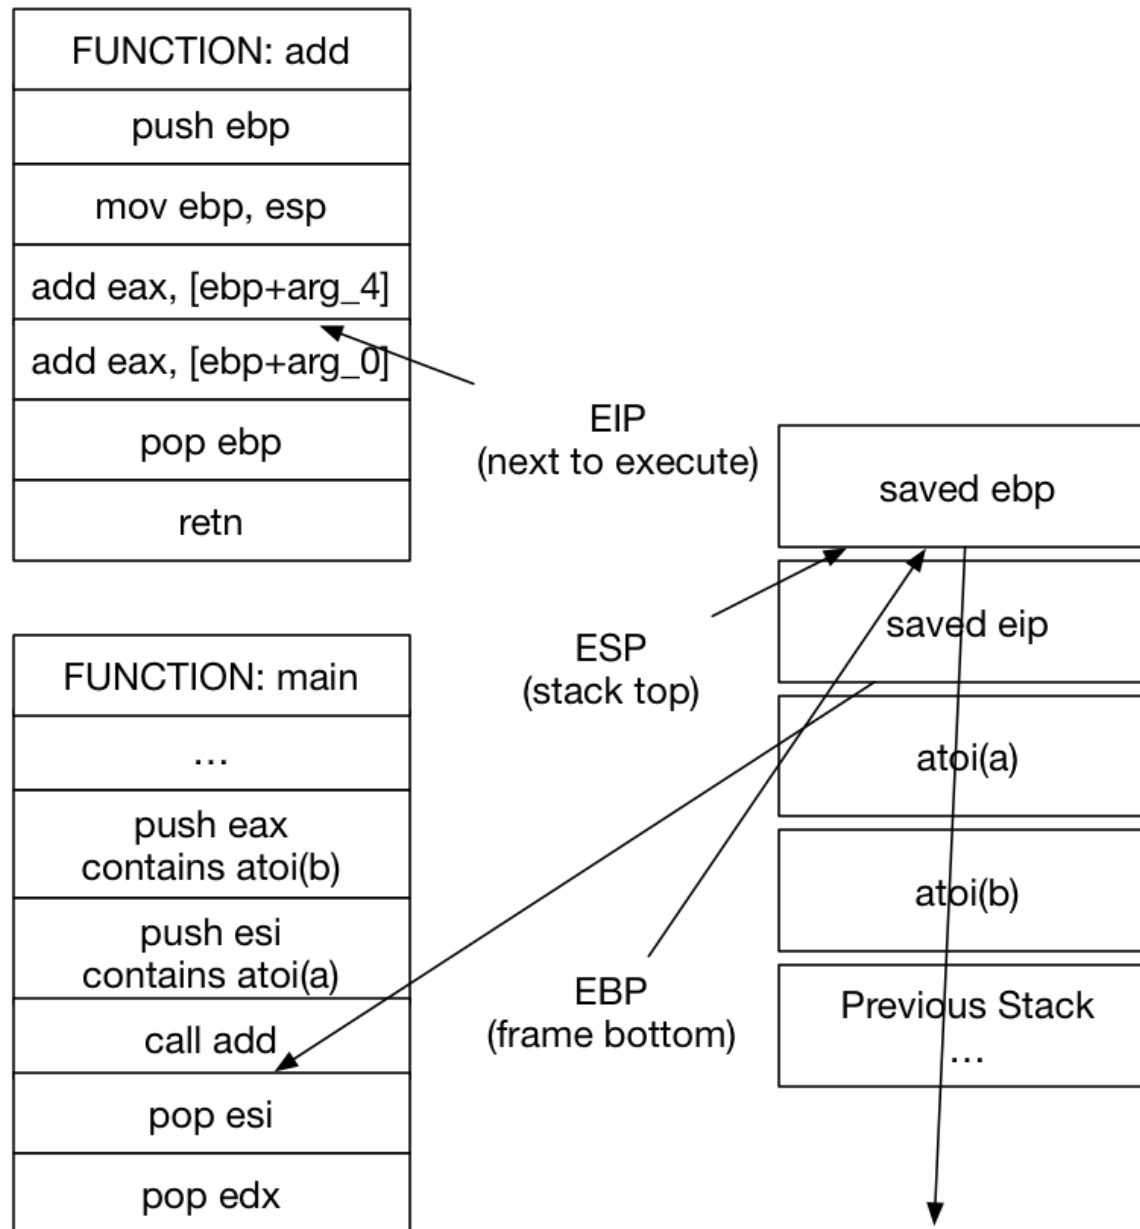 FUNCTION: add
push ebp
mov ebp, esp
add eax, [ebp+arg_4]
add eax, [ebp+arg_0]
pop ebp
retn
EIP
(next to execute)
saved ebp
saved eip
ESP
(stack top)
atoi(a)
atoi(b)
EBP
(frame bottom)
Previous Stack
...
FUNCTION: main
...
push eax
contains atoi(b)
push esi
contains atoi(a)
call add
pop esi
pop edx